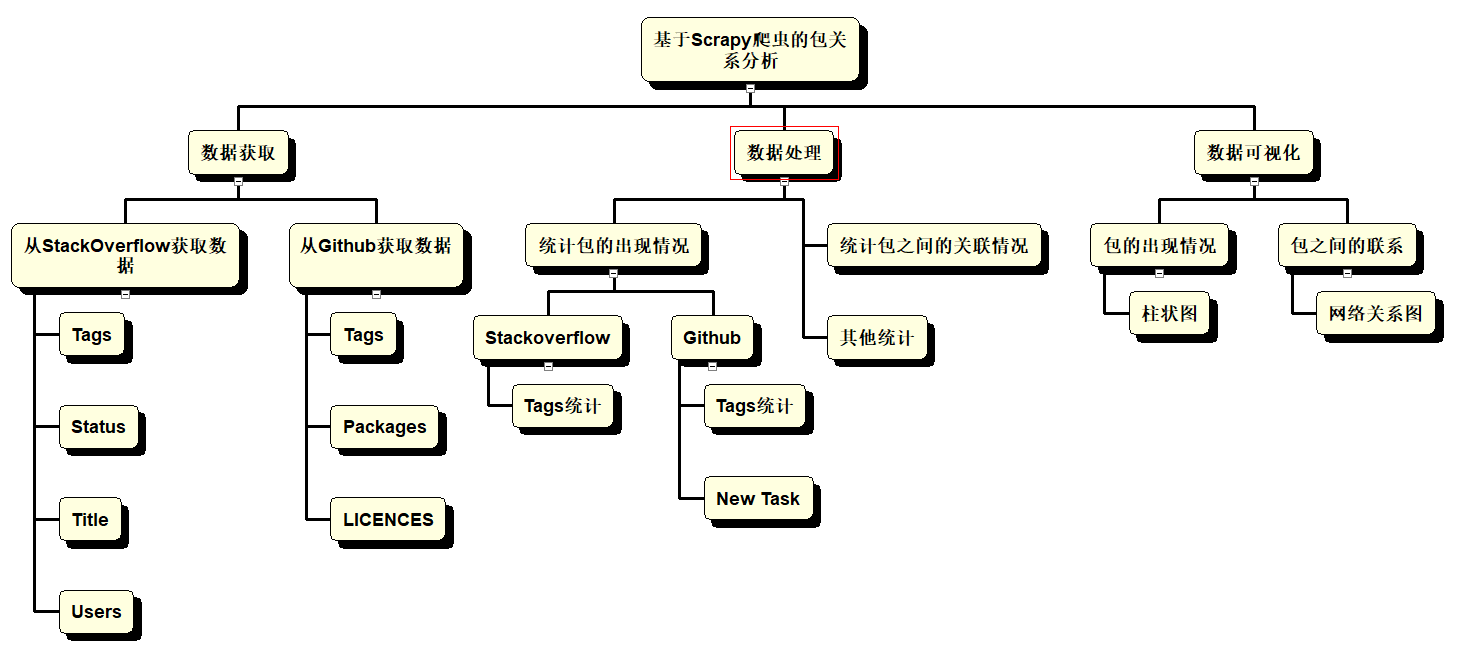 基于Scrapy爬虫的包关
系分析
数据获取
数据处理
数据可视化
从StackOverflow获取数
据
从Github获取数据
统计包的出现情况
统计包之间的关联情况
包的出现情况
包之间的联系
Tags
Tags
Stackoverflow
Github
其他统计
柱状图
网络关系图
Status
Packages
Tags统计
Tags统计
Title
LICENCES
New Task
Users